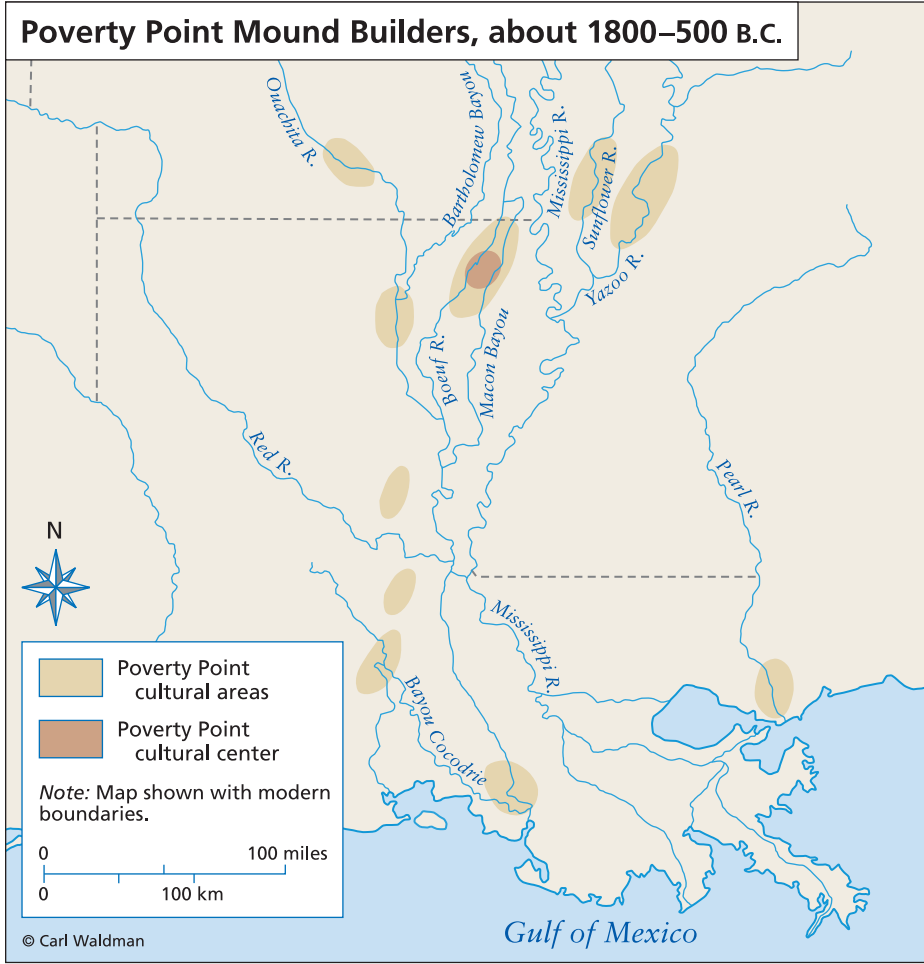 Poverty Point Mound Builders, about 1800–500 B.C.
Ouachita R.
Bartholomew Bayou
Mississippi R.
Sunflower R.
Yazoo R.
Boeuf R.
Macon Bayou
Red R.
Pearl R.
N
Mississippi R.
Bayou Cocodrie
Poverty Point
cultural areas
Poverty Point
cultural center
Note: Map shown with modern
boundaries.
0 100 miles
0 100 km
Gulf of Mexico
© Carl Waldman